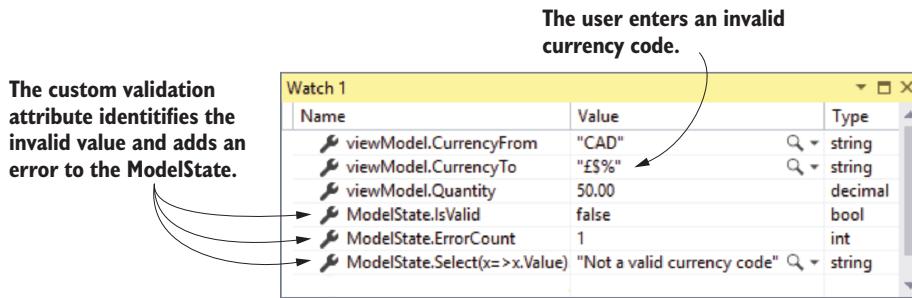 The user enters an invalid
currency code.
The custom validation
attribute identitifies the
invalid value and adds an
error to the ModelState.
Watch 1
Name Value Type
viewModel.CurrencyFrom "CAD" string
viewModel.CurrencyTo "£$%" string
viewModel.Quantity 50.00 decimal
ModelState.IsValid false bool
ModelState.ErrorCount 1 int
ModelState.Select(x=>x.Value) "Not a valid currency code" string